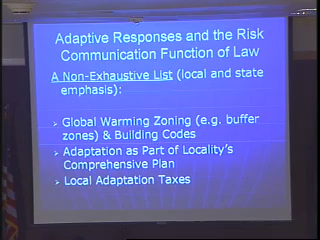 Adaptive Responses and the Risk
Communication Function of Law
A Non-Exhaustive List (local and state
emphasis):
Global Warming Zoning (e.g. buffer
zones) & Building Codes
Adaptation as Part of Locality's
Comprehensive Plan
Local Adaptation Taxes